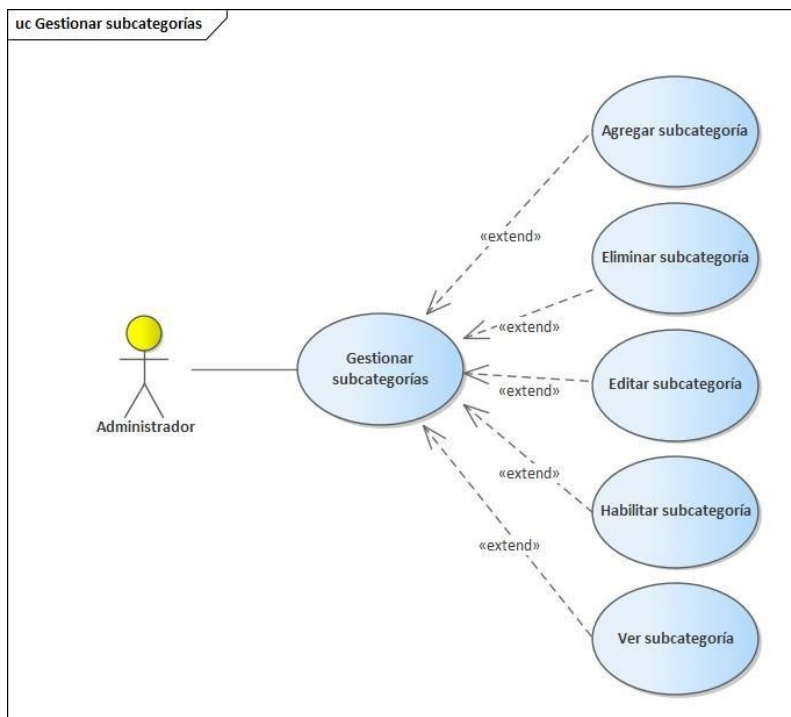 uc Gestionar subcategorías
Agregar subcategoría
«extend»
Eliminar subcategoría
«extend»
Gestionar
subcategorías
Editar subcategoría
«extend»
Administrador
«extend»
Habilitar subcategoría
«extend»
Ver subcategoría